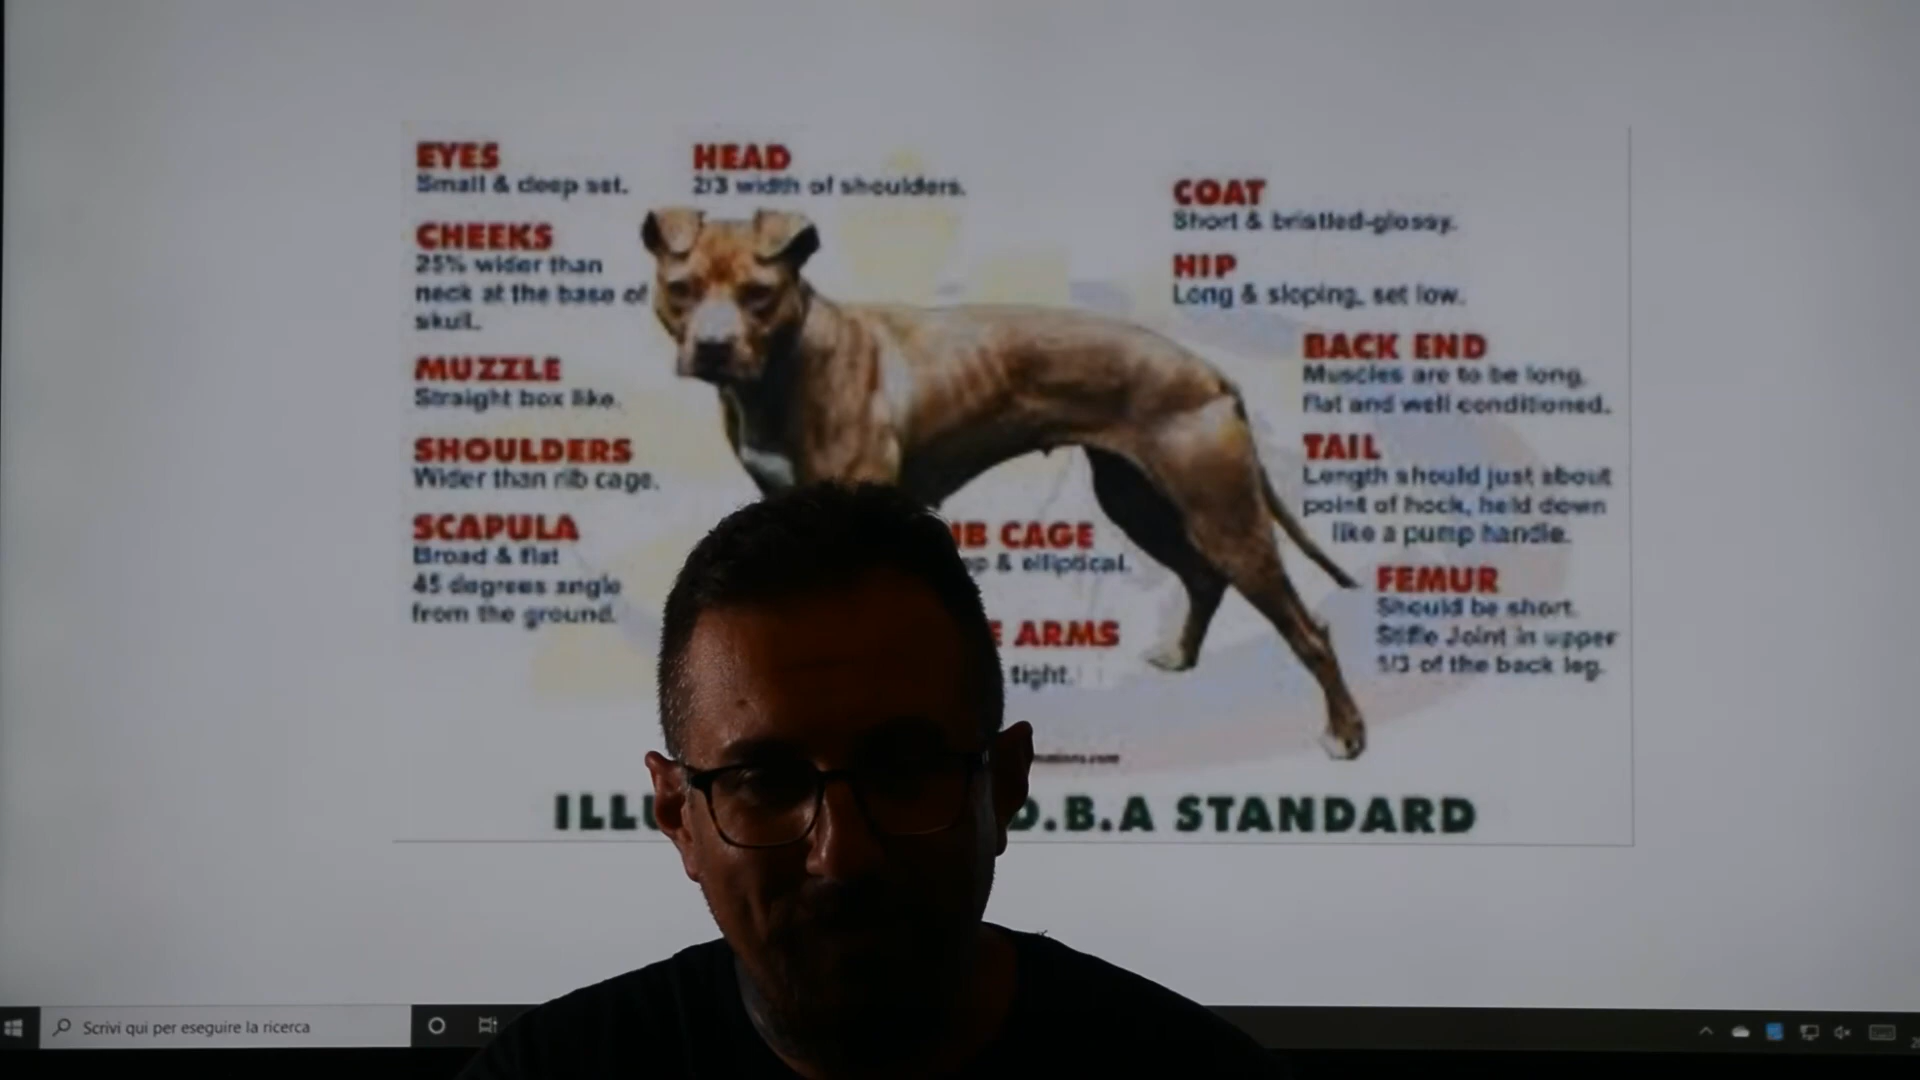 EYES
Small & deep set.
HEAD
2/3 width of shoulders.
CHEEKS
25% wider than
neck at the base of
skull.
MUZZLE
Straight box like.
SHOULDERS
Wider than rib cage.
SCAPULA
Broad & flat
45 degrees angle
from the ground.
IB CAGE
& elliptical.
ARMS
tight.
COAT
Short & bristled-glossy.
HIP
Long & sloping, set low.
BACK END
Muscles are to be long,
flat and well conditioned.
TAIL
Length should just about
point of hock, held down
like a pump handle.
FEMUR
Should be short.
Stifle Joint in upper
1/3 of the back leg.
ILLU D.B.A STANDARD
Scrivi qui per eseguire la ricerca